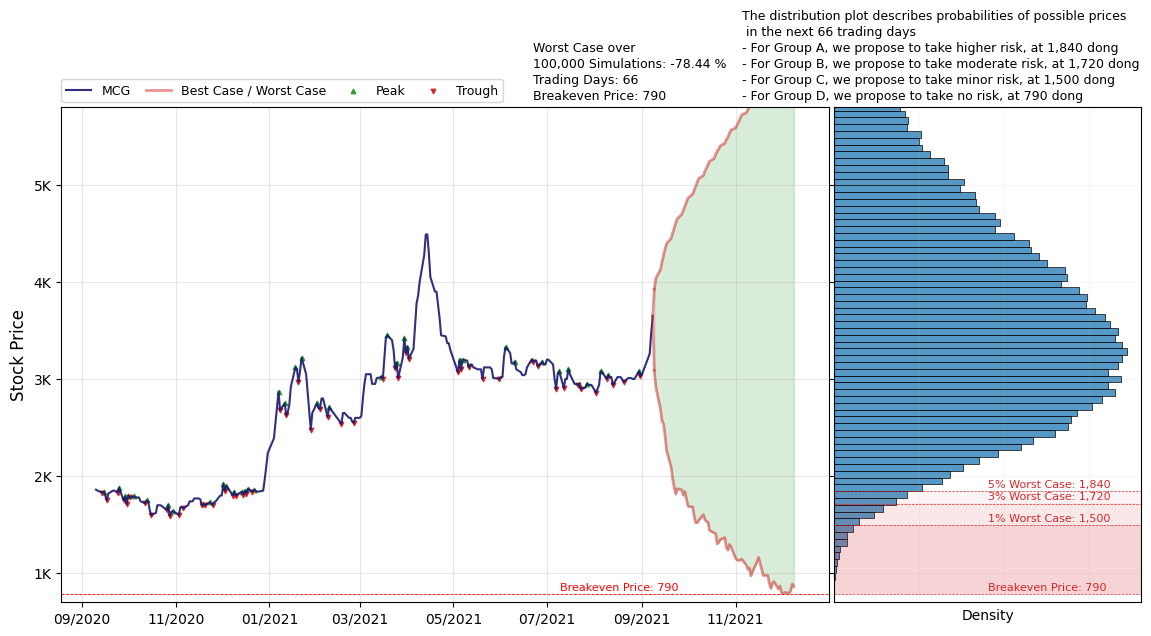 The distribution plot describes probabilities of possible prices
in the next 66 trading days
- For Group A, we propose to take higher risk, at 1,840 dong
- For Group B, we propose to take moderate risk, at 1,720 dong
- For Group C, we propose to take minor risk, at 1,500 dong
- For Group D, we propose to take no risk, at 790 dong
Worst Case over
100,000 Simulations: -78.44 %
Trading Days: 66
Breakeven Price: 790
MCG
Best Case / Worst Case
Peak
Trough
Stock Price
5K
4K
3K
2K
1K
Breakeven Price: 790
09/2020
11/2020
01/2021
03/2021
05/2021
07/2021
09/2021
11/2021
5% Worst Case: 1,840
3% Worst Case: 1,720
1% Worst Case: 1,500
Breakeven Price: 790
Density